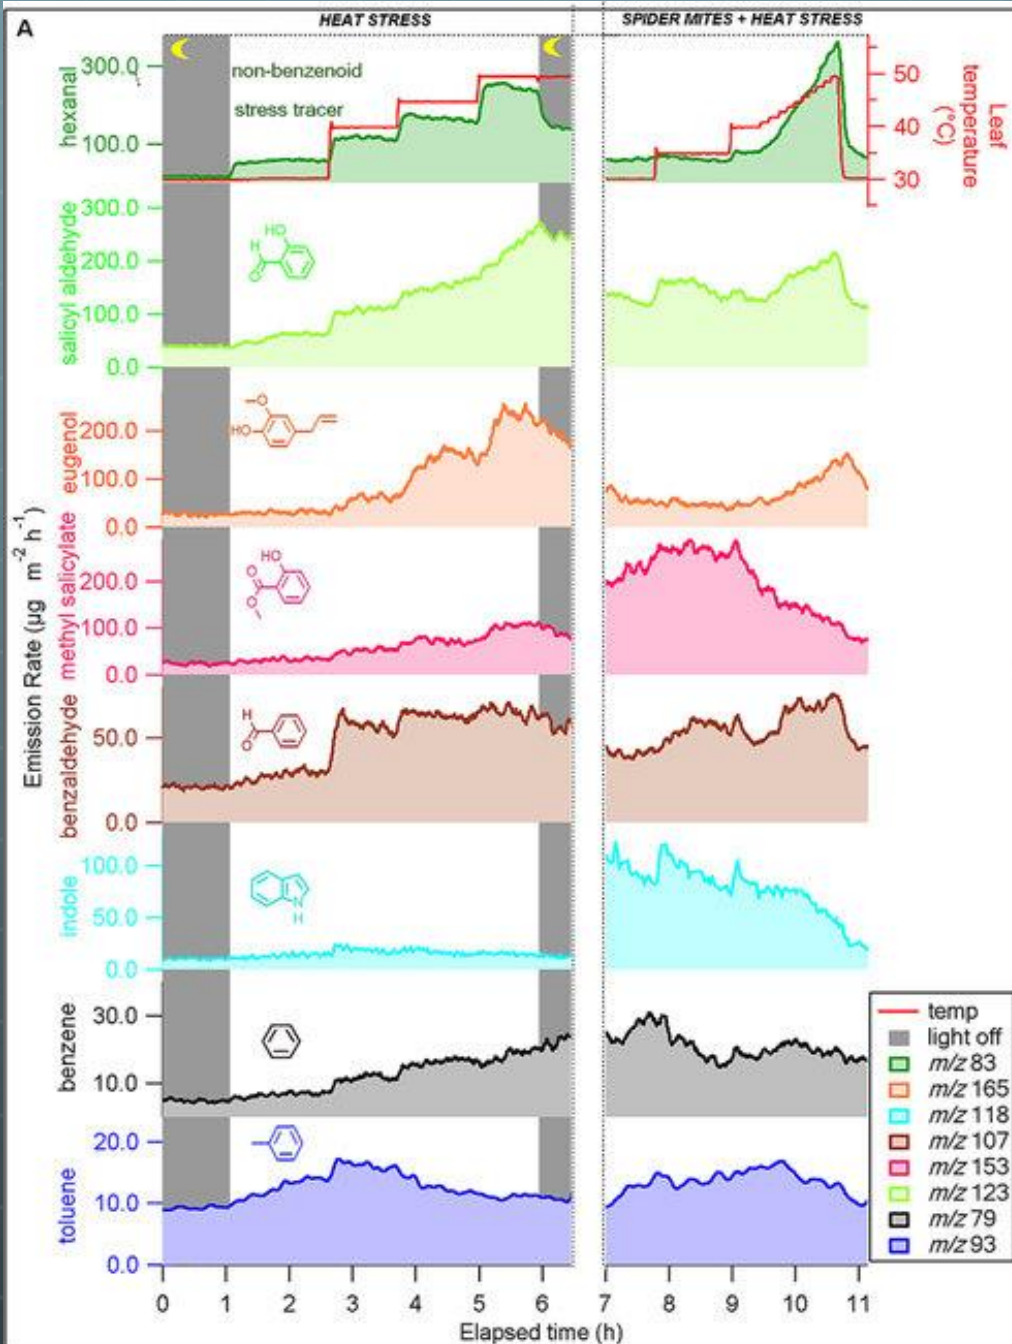 A
HEAT STRESS
SPIDER MITES + HEAT STRESS
hexanal
300.0
100.0
non-benzenoid
stress tracer
50
40
30
Leaf
temperature
(°C)
salicyl aldehyde
300.0
200.0
100.0
0.0
HO
H
O
eugenol
200.0
100.0
0.0
O
HO
Emission Rate (µg m⁻² h⁻¹)
methyl salicylate
200.0
100.0
0.0
HO
O
O
benzaldehyde
50.0
0.0
H
O
indole
100.0
50.0
0.0
N
H
benzene
30.0
10.0
toluene
20.0
10.0
0.0
temp
light off
m/z 83
m/z 165
m/z 118
m/z 107
m/z 153
m/z 123
m/z 79
m/z 93
0 1 2 3 4 5 6 7 8 9 10 11
Elapsed time (h)